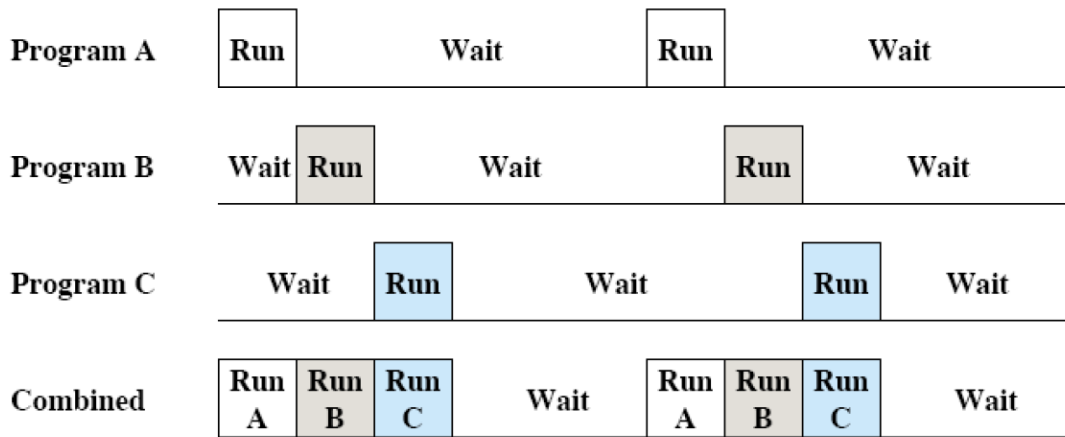 Program A Run Wait Run Wait
Program B Wait Run Wait Run Wait
Program C Wait Run Wait Run Wait
Combined Run A Run B Run C Wait Run A Run B Run C Wait